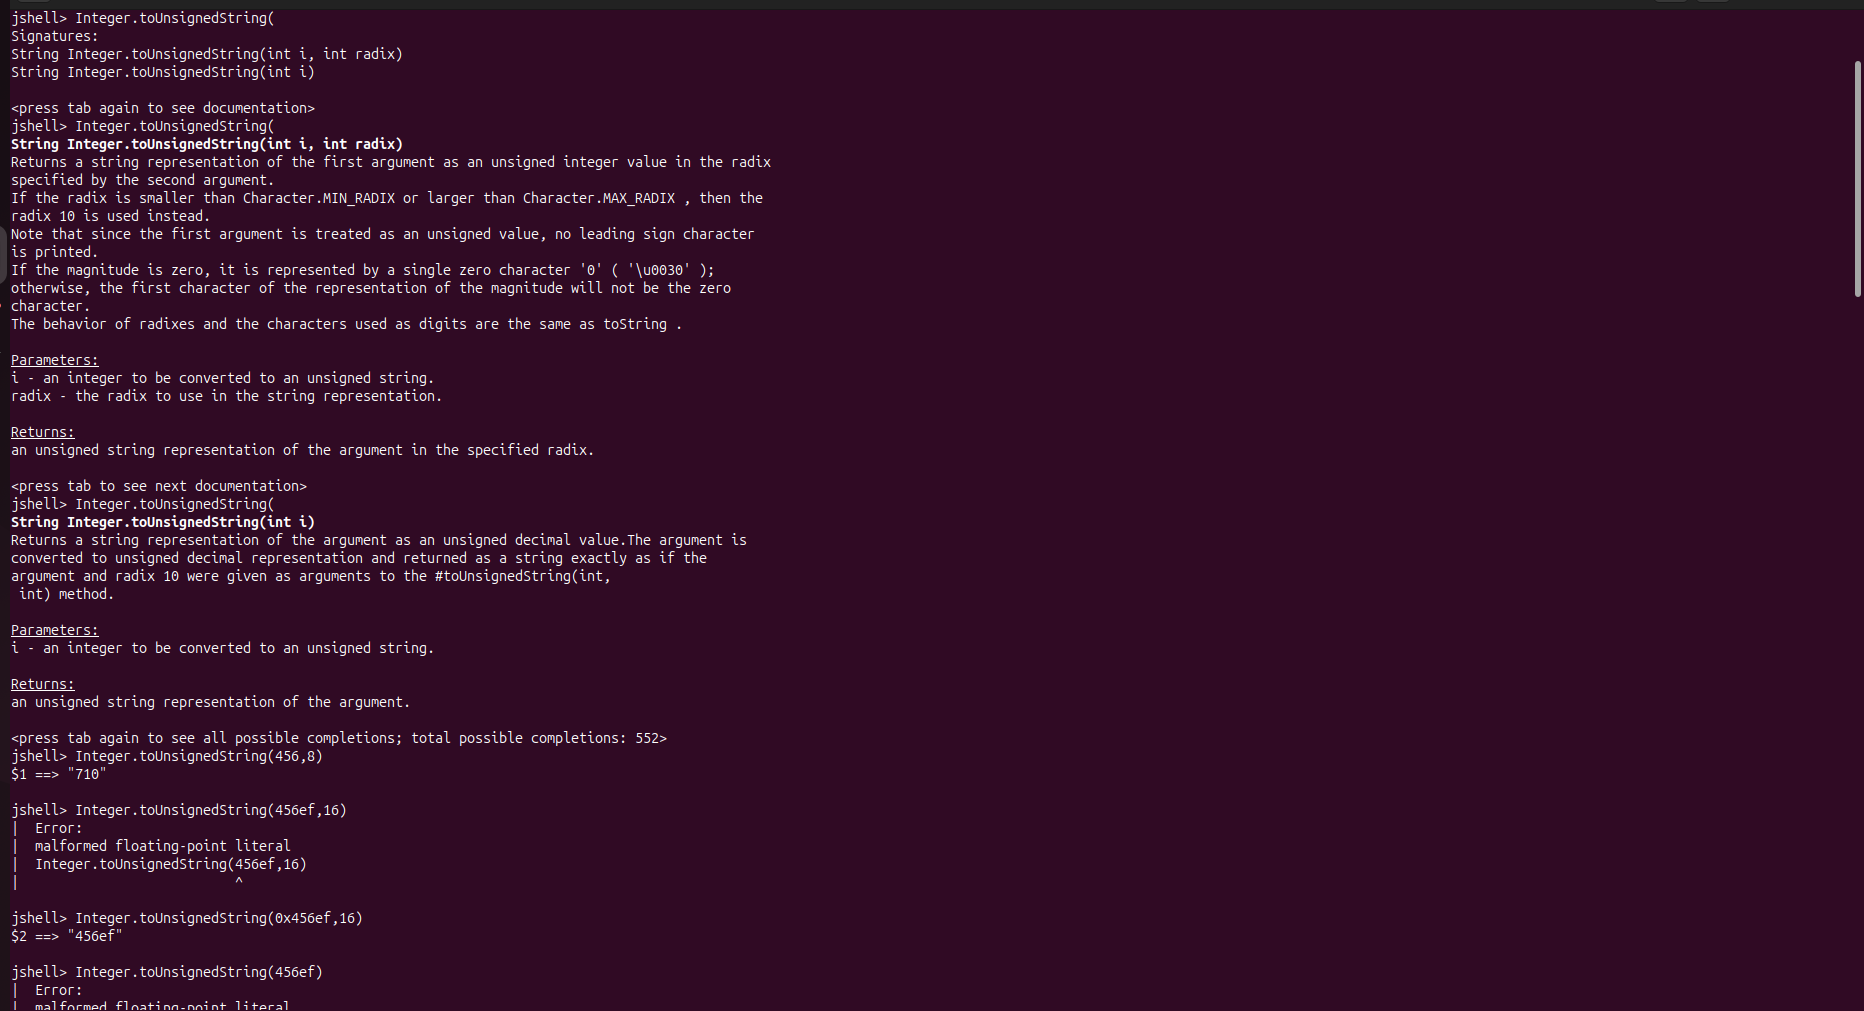 jshell> Integer.toUnsignedString(
Signatures:
String Integer.toUnsignedString(int i, int radix)
String Integer.toUnsignedString(int i)
<press tab again to see documentation>
jshell> Integer.toUnsignedString(
String Integer.toUnsignedString(int i, int radix)
Returns a string representation of the first argument as an unsigned integer value in the radix
specified by the second argument.
If the radix is smaller than Character.MIN_RADIX or larger than Character.MAX_RADIX , then the
radix 10 is used instead.
Note that since the first argument is treated as an unsigned value, no leading sign character
is printed.
If the magnitude is zero, it is represented by a single zero character '0' ( '\u0030' );
otherwise, the first character of the representation of the magnitude will not be the zero
character.
The behavior of radixes and the characters used as digits are the same as toString .
Parameters:
i - an integer to be converted to an unsigned string.
radix - the radix to use in the string representation.
Returns:
an unsigned string representation of the argument in the specified radix.
<press tab to see next documentation>
jshell> Integer.toUnsignedString(
String Integer.toUnsignedString(int i)
Returns a string representation of the argument as an unsigned decimal value.The argument is
converted to unsigned decimal representation and returned as a string exactly as if the
argument and radix 10 were given as arguments to the #toUnsignedString(int,
 int) method.
Parameters:
i - an integer to be converted to an unsigned string.
Returns:
an unsigned string representation of the argument.
<press tab again to see all possible completions; total possible completions: 552>
jshell> Integer.toUnsignedString(456,8)
$1 ==> "710"
jshell> Integer.toUnsignedString(456ef,16)
|  Error:
|  malformed floating-point literal
|  Integer.toUnsignedString(456ef,16)
|                           ^
jshell> Integer.toUnsignedString(0x456ef,16)
$2 ==> "456ef"
jshell> Integer.toUnsignedString(456ef)
|  Error:
|  malformed floating-point literal